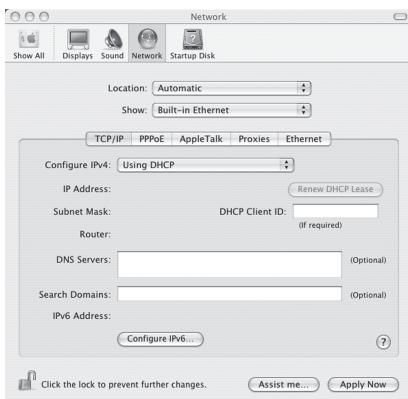 Network
Show All Displays Sound Network Startup Disk
Location: Automatic
Show: Built-in Ethernet
TCP/IP PPPoE AppleTalk Proxies Ethernet
Configure IPv4: Using DHCP
IP Address: Renew DHCP Lease
Subnet Mask: DHCP Client ID:
(If required)
Router:
DNS Servers: (Optional)
Search Domains: (Optional)
IPv6 Address:
Configure IPv6...
?
Click the lock to prevent further changes. Assist me... Apply Now